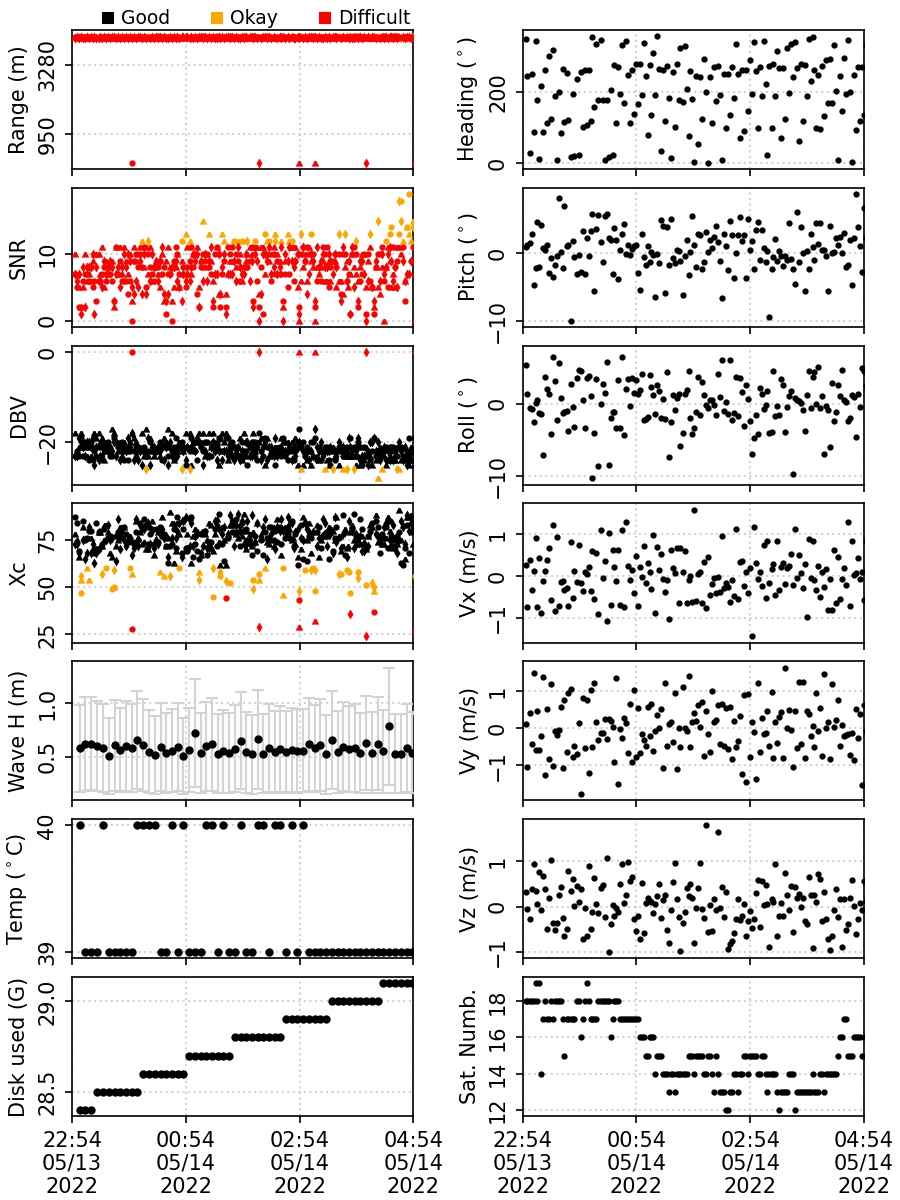 Good Okay Difficult
Range (m)
3280
950
Heading (°)
200
0
SNR
10
0
Pitch (°)
0
−10
DBV
0
−20
Roll (°)
0
−10
Xc
75
50
25
Vx (m/s)
1
0
−1
Wave H (m)
1.0
0.5
Vy (m/s)
1
0
−1
Temp (°C)
40
39
Vz (m/s)
1
0
−1
Disk used (G)
29.0
28.5
Sat. Numb.
18
16
14
12
22:54 00:54 02:54 04:54
05/13 05/14 05/14 05/14
2022 2022 2022 2022
22:54 00:54 02:54 04:54
05/13 05/14 05/14 05/14
2022 2022 2022 2022